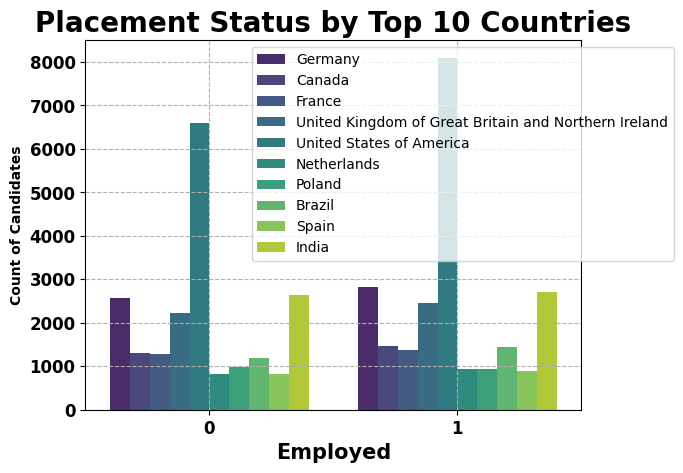 Placement Status by Top 10 Countries
Count of Candidates
8000
7000
6000
5000
4000
3000
2000
1000
0
Germany
Canada
France
United Kingdom of Great Britain and Northern Ireland
United States of America
Netherlands
Poland
Brazil
Spain
India
0
1
Employed